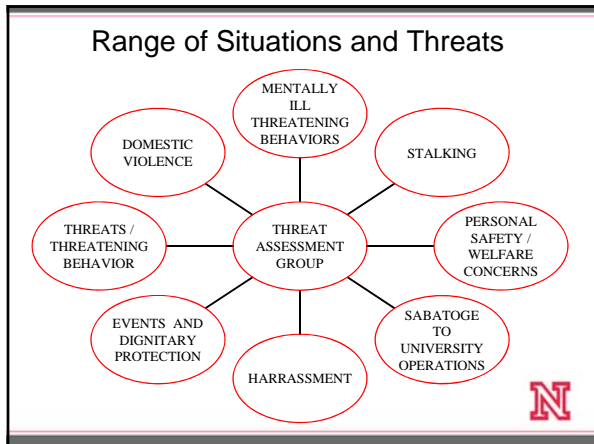 Range of Situations and Threats
MENTALLY
ILL
THREATENING
BEHAVIORS
DOMESTIC
VIOLENCE
STALKING
THREATS /
THREATENING
BEHAVIOR
THREAT
ASSESSMENT
GROUP
PERSONAL
SAFETY /
WELFARE
CONCERNS
EVENTS AND
DIGNITARY
PROTECTION
SABATOGE
TO
UNIVERSITY
OPERATIONS
HARRASSMENT
N